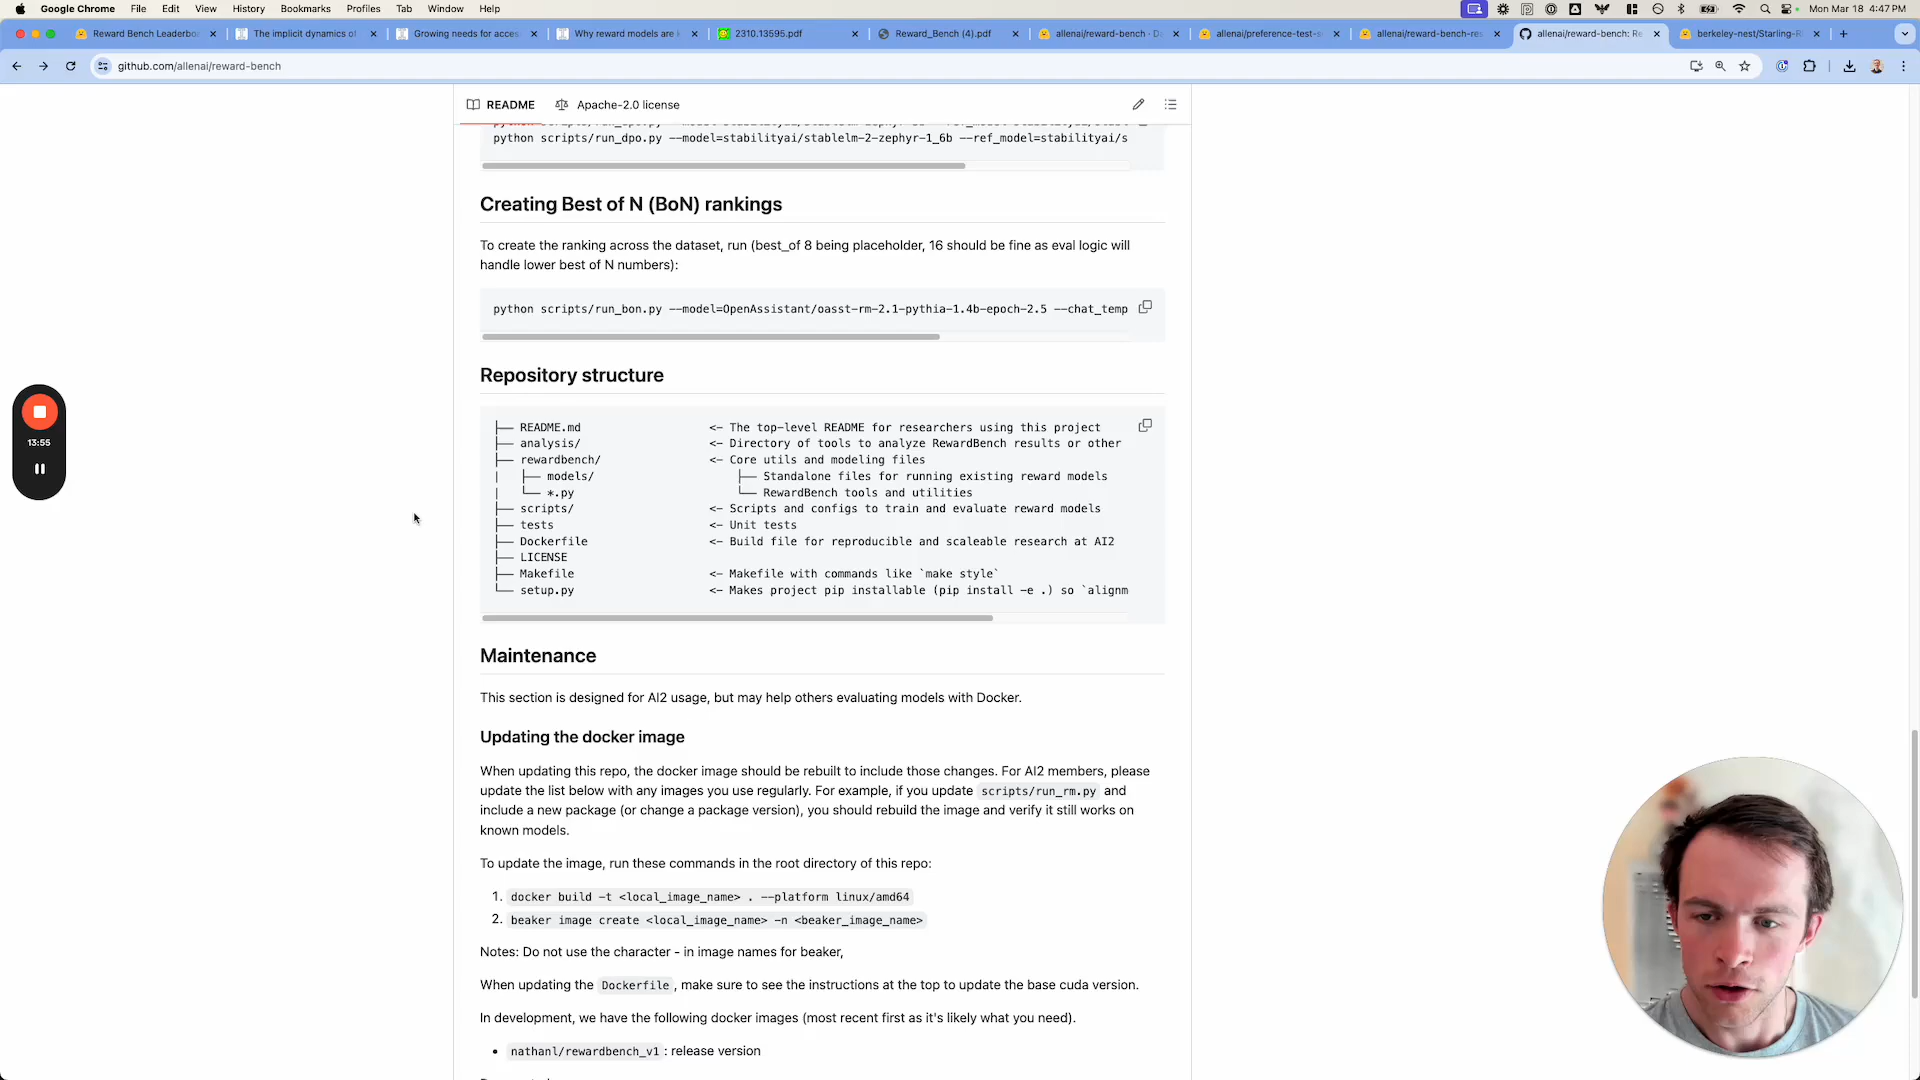 Google Chrome File Edit View History Bookmarks Profiles Tab Window Help Mon Mar 18 4:47 PM
Reward Bench Leaderbo The implicit dynamics of Growing needs for acces Why reward models are 2310.13595.pdf Reward_Bench (4).pdf allenai/reward-bench · Da allenai/preference-test-s allenai/reward-bench-res allenai/reward-bench: Re berkeley-nest/Starling-R
github.com/allenai/reward-bench
README Apache-2.0 license
python scripts/run_dpo.py --model=stabilityai/stablelm-2-zephyr-1_6b --ref_model=stabilityai/s
Creating Best of N (BoN) rankings
To create the ranking across the dataset, run (best_of 8 being placeholder, 16 should be fine as eval logic will
handle lower best of N numbers):
python scripts/run_bon.py --model=OpenAssistant/oasst-rm-2.1-pythia-1.4b-epoch-2.5 --chat_temp
Repository structure
├── README.md <- The top-level README for researchers using this project
├── analysis/ <- Directory of tools to analyze RewardBench results or other
├── rewardbench/ <- Core utils and modeling files
| ├── models/ ├── Standalone files for running existing reward models
| └── *.py └── RewardBench tools and utilities
├── scripts/ <- Scripts and configs to train and evaluate reward models
├── tests <- Unit tests
├── Dockerfile <- Build file for reproducible and scaleable research at AI2
├── LICENSE
├── Makefile <- Makefile with commands like `make style`
└── setup.py <- Makes project pip installable (pip install -e .) so `alignm
13:55
Maintenance
This section is designed for AI2 usage, but may help others evaluating models with Docker.
Updating the docker image
When updating this repo, the docker image should be rebuilt to include those changes. For AI2 members, please
update the list below with any images you use regularly. For example, if you update scripts/run_rm.py and
include a new package (or change a package version), you should rebuild the image and verify it still works on
known models.
To update the image, run these commands in the root directory of this repo:
1. docker build -t <local_image_name> . --platform linux/amd64
2. beaker image create <local_image_name> -n <beaker_image_name>
Notes: Do not use the character - in image names for beaker,
When updating the Dockerfile, make sure to see the instructions at the top to update the base cuda version.
In development, we have the following docker images (most recent first as it's likely what you need).
• nathanl/rewardbench_v1: release version